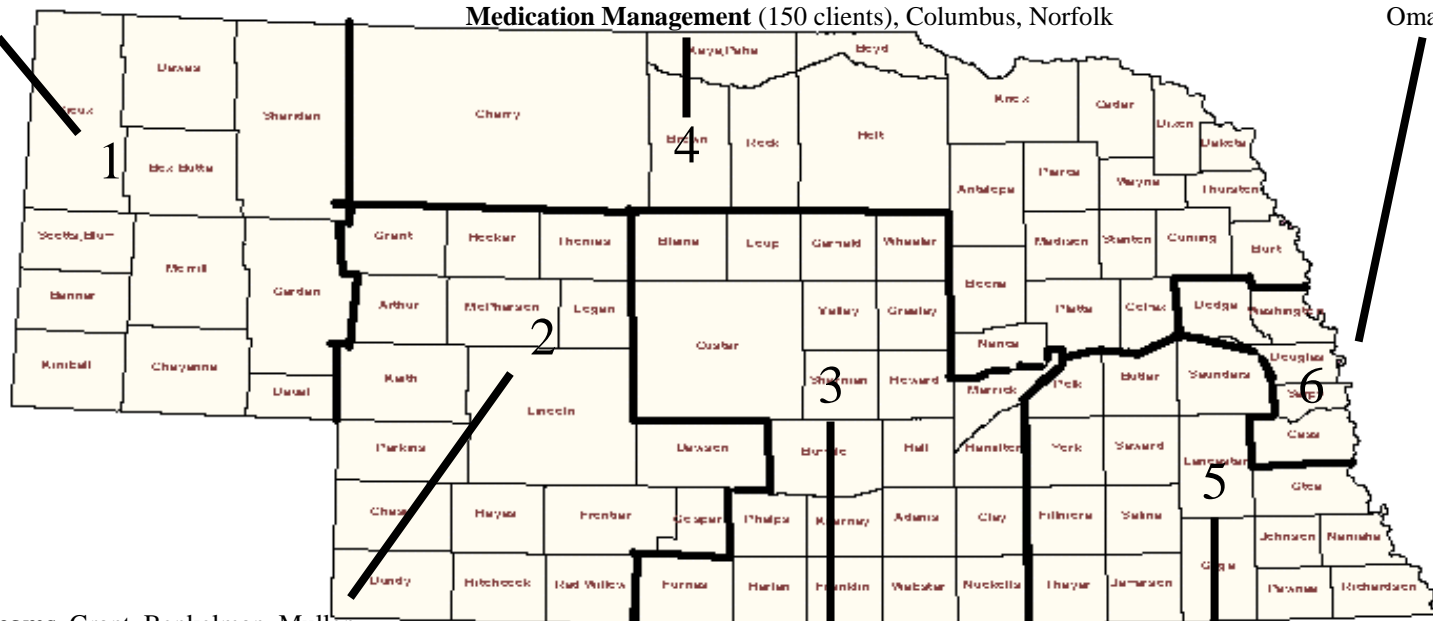 Medication Management (150 clients), Columbus, Norfolk
Oma
Keya Paha Boyd
Dawes Knox Cedar
Sioux Sheridan Cherry Dixon
4 Brown Rock Holt Dakota
1 Box Butte Pierce Wayne Thurston
Antelope
Scotts Bluff Grant Hooker Thomas Blaine Loup Garfield Wheeler Madison Stanton Cuming Burt
Morrill
Banner Garden Arthur McPherson Logan Valley Greeley Boone Platte Colfax Dodge Washington
2 Custer Nance Douglas
Kimball Cheyenne Keith Sherman Howard Merrick Polk Butler Saunders
Deuel 3 6 Sarpy
Lincoln
Perkins Dawson Buffalo Hall Hamilton York Seward Lancaster Cass
5 Otoe
Chase Hayes Frontier Gosper Phelps Kearney Adams Clay Fillmore Saline
Johnson Nemaha
Dundy Hitchcock Red Willow Furnas Harlan Franklin Webster Nuckolls Thayer Jefferson Gage Pawnee Richardson